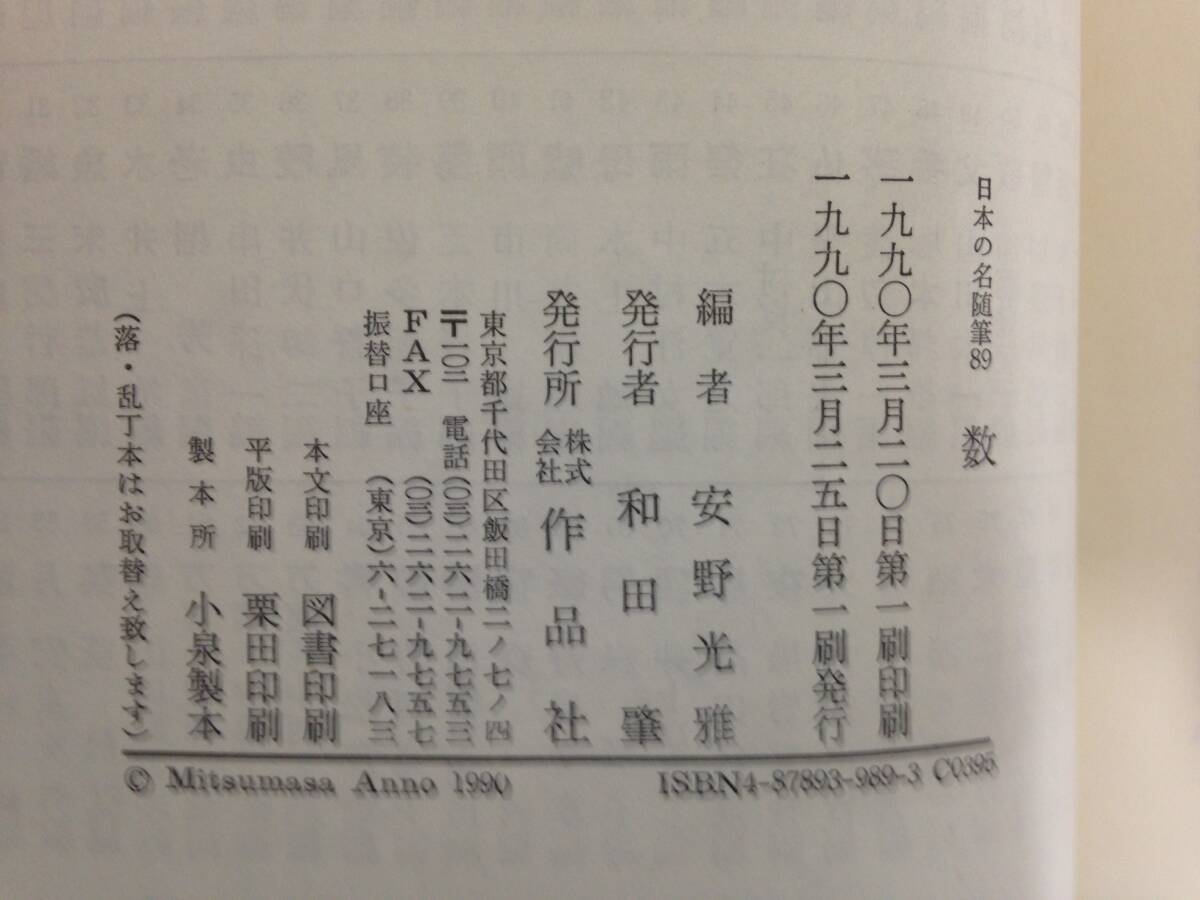 日本の名随筆89　数
一九九〇年三月二〇日第一刷印刷
一九九〇年三月二五日第一刷発行
編者　安野光雅
発行者　和田肇
発行所　株式会社　作品社
東京都千代田区飯田橋二ノ七ノ四
〒一〇二　電話(〇三)二六二-九七五三
FAX　(〇三)二六二-九七五七
振替口座　(東京)六-二七一八三
本文印刷　図書印刷
平版印刷　栗田印刷
製本所　小泉製本
(落・乱丁本はお取替え致します)
© Mitsumasa Anno 1990
ISBN4-87893-989-3 C0395